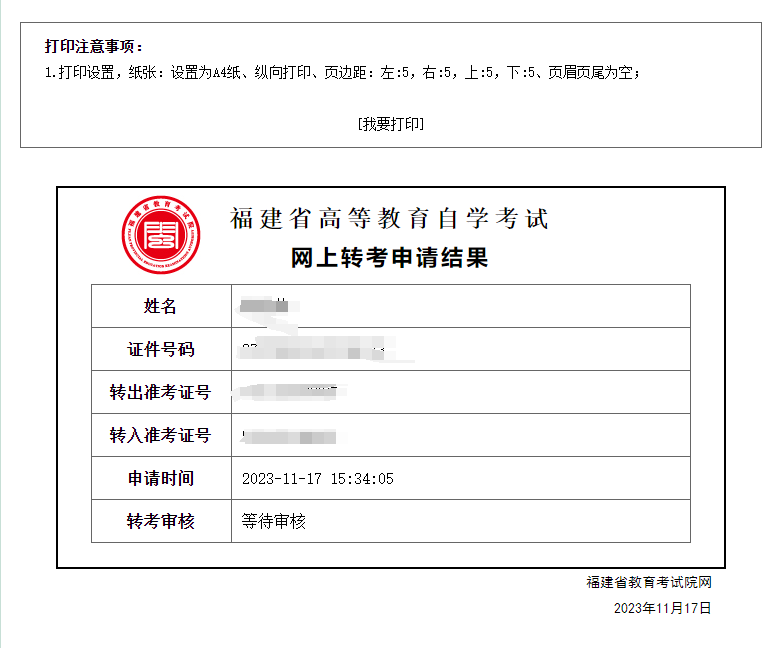 打印注意事项：
1.打印设置，纸张：设置为A4纸、纵向打印、页边距：左:5，右:5，上:5，下:5、页眉页尾为空；
[我要打印]
福建省高等教育自学考试
网上转考申请结果
姓名
证件号码
转出准考证号
转入准考证号
申请时间 2023-11-17 15:34:05
转考审核 等待审核
福建省教育考试院网
2023年11月17日